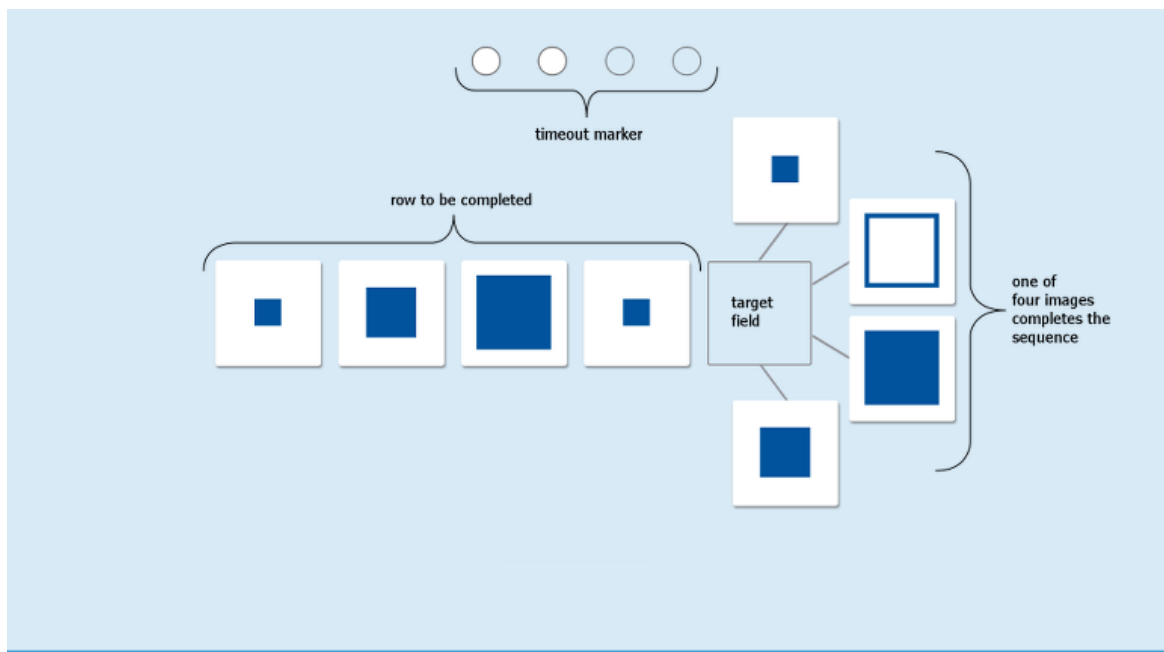 timeout marker
row to be completed
target
field
one of
four images
completes the
sequence